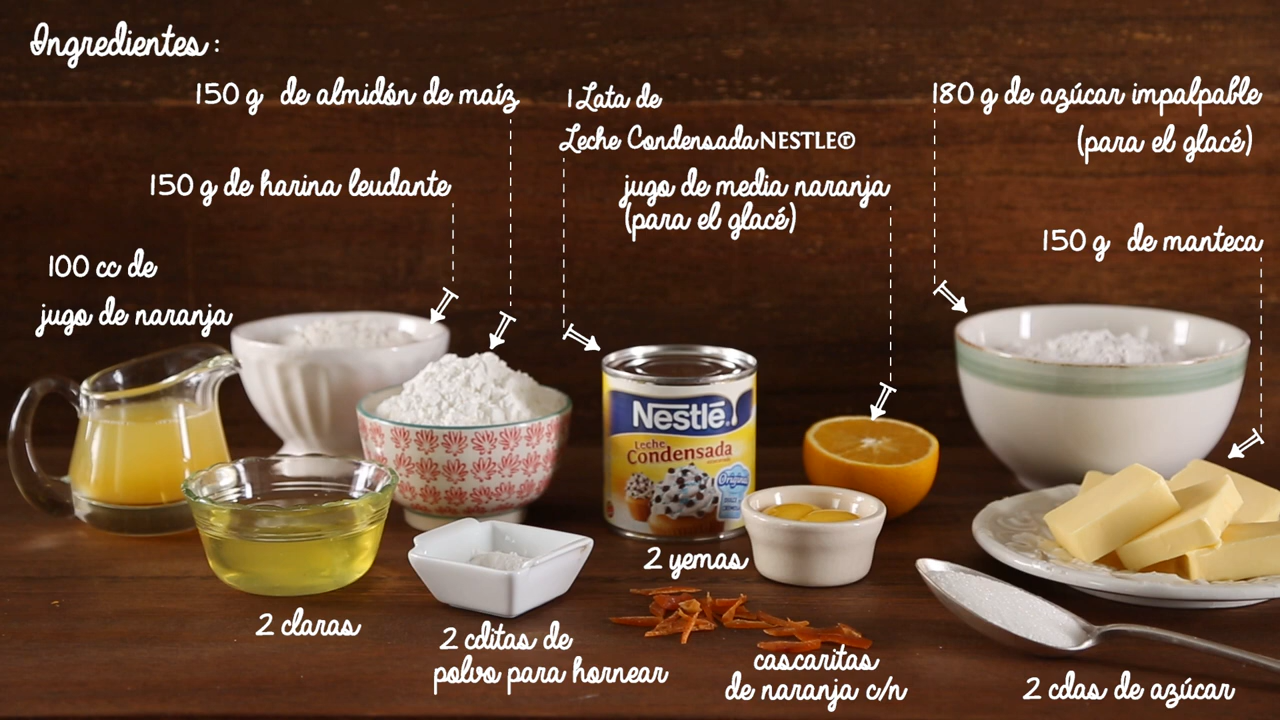 Ingredientes:
150 g de almidón de maíz
1 Lata de
Leche Condensada NESTLE®
180 g de azúcar impalpable
(para el glacé)
150 g de harina leudante
jugo de media naranja
(para el glacé)
150 g de manteca
100 cc de
jugo de naranja
Nestlé
Leche
Condensada
Original
2 yemas
2 claras
2 cditas de
polvo para hornear
cascaritas
de naranja c/n
2 cdas de azúcar